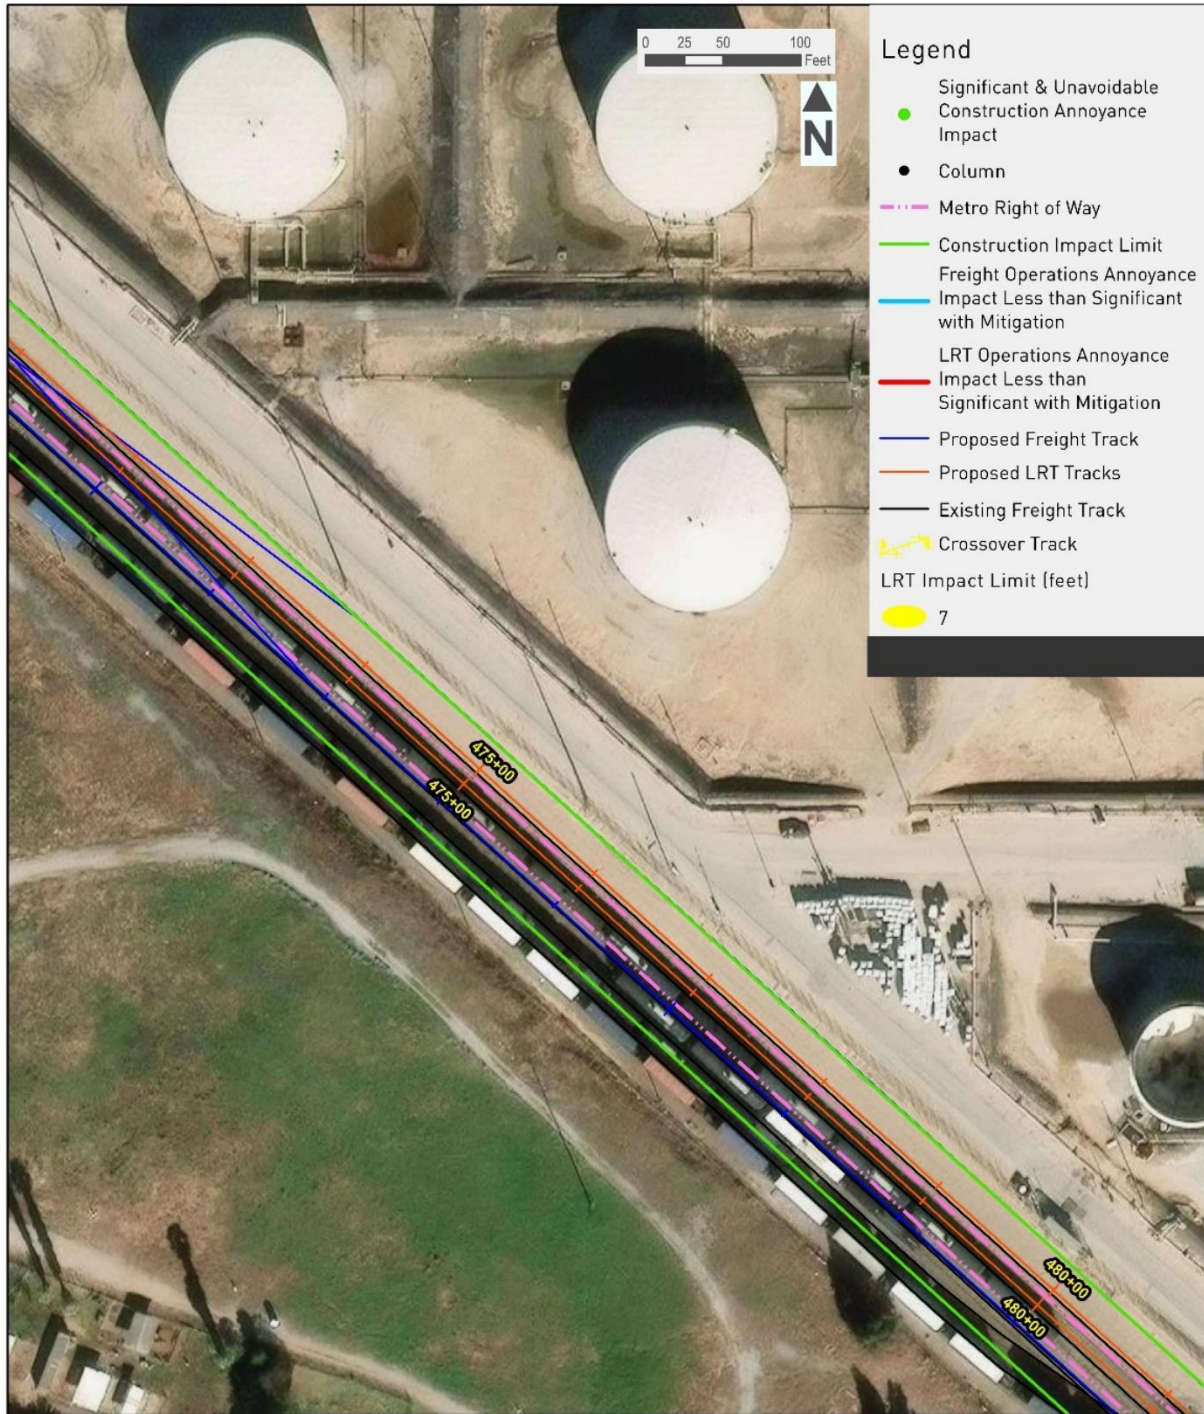 0 25 50 100
Feet
N
Legend
Significant & Unavoidable
Construction Annoyance
Impact
Column
Metro Right of Way
Construction Impact Limit
Freight Operations Annoyance
Impact Less than Significant
with Mitigation
LRT Operations Annoyance
Impact Less than
Significant with Mitigation
Proposed Freight Track
Proposed LRT Tracks
Existing Freight Track
Crossover Track
LRT Impact Limit (feet)
7
475+00
475+00
480+00
480+00